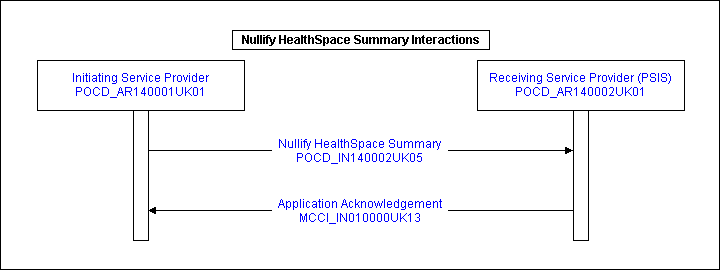 Nullify HealthSpace Summary Interactions
Initiating Service Provider
POCD_AR140001UK01
Receiving Service Provider (PSIS)
POCD_AR140002UK01
Nullify HealthSpace Summary
POCD_IN140002UK05
Application Acknowledgement
MCCI_IN010000UK13